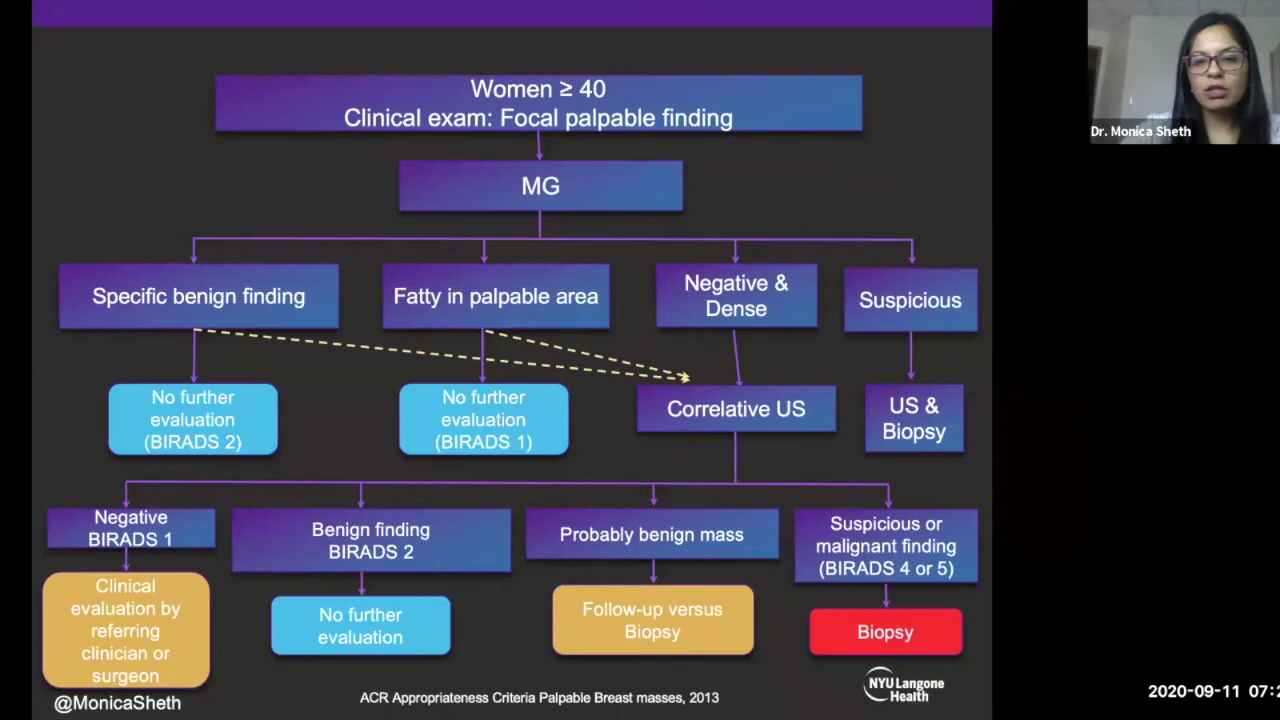 Women ≥ 40
Clinical exam: Focal palpable finding
MG
Specific benign finding
Fatty in palpable area
Negative &
Dense
Suspicious
No further
evaluation
(BIRADS 2)
No further
evaluation
(BIRADS 1)
Correlative US
US &
Biopsy
Negative
BIRADS 1
Benign finding
BIRADS 2
Probably benign mass
Suspicious or
malignant finding
(BIRADS 4 or 5)
Clinical
evaluation by
referring
clinician or
surgeon
No further
evaluation
Follow-up versus
Biopsy
Biopsy
@MonicaSheth
ACR Appropriateness Criteria Palpable Breast masses, 2013
NYU Langone
Health
Dr. Monica Sheth
2020-09-11 07:2